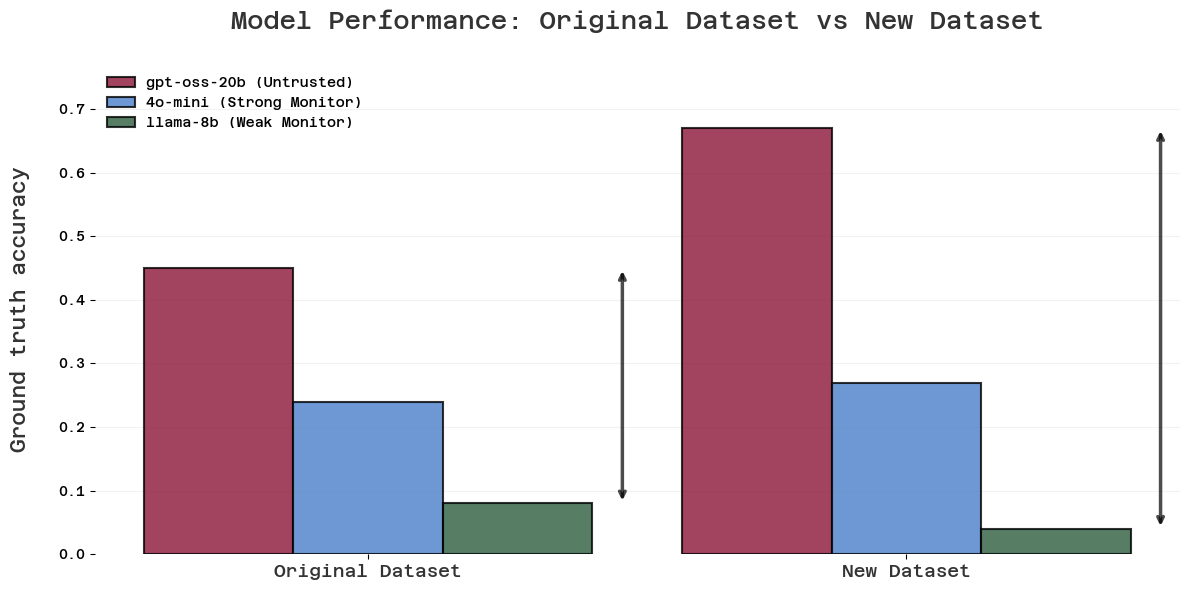 Model Performance: Original Dataset vs New Dataset
gpt-oss-20b (Untrusted)
4o-mini (Strong Monitor)
llama-8b (Weak Monitor)
Ground truth accuracy
0.7
0.6
0.5
0.4
0.3
0.2
0.1
0.0
Original Dataset
New Dataset